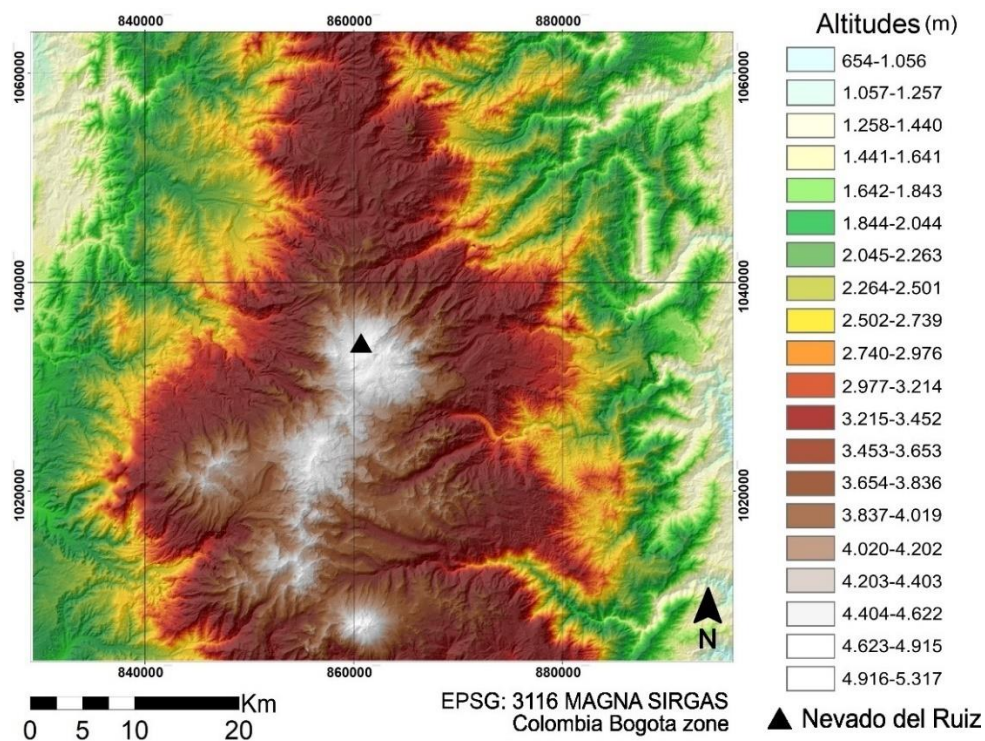 840000 860000 880000
1060000 1060000
1040000 1040000
1020000 1020000
840000 860000 880000
N
Km
0 5 10 20
EPSG: 3116 MAGNA SIRGAS
Colombia Bogota zone
Altitudes (m)
654-1.056
1.057-1.257
1.258-1.440
1.441-1.641
1.642-1.843
1.844-2.044
2.045-2.263
2.264-2.501
2.502-2.739
2.740-2.976
2.977-3.214
3.215-3.452
3.453-3.653
3.654-3.836
3.837-4.019
4.020-4.202
4.203-4.403
4.404-4.622
4.623-4.915
4.916-5.317
Nevado del Ruiz